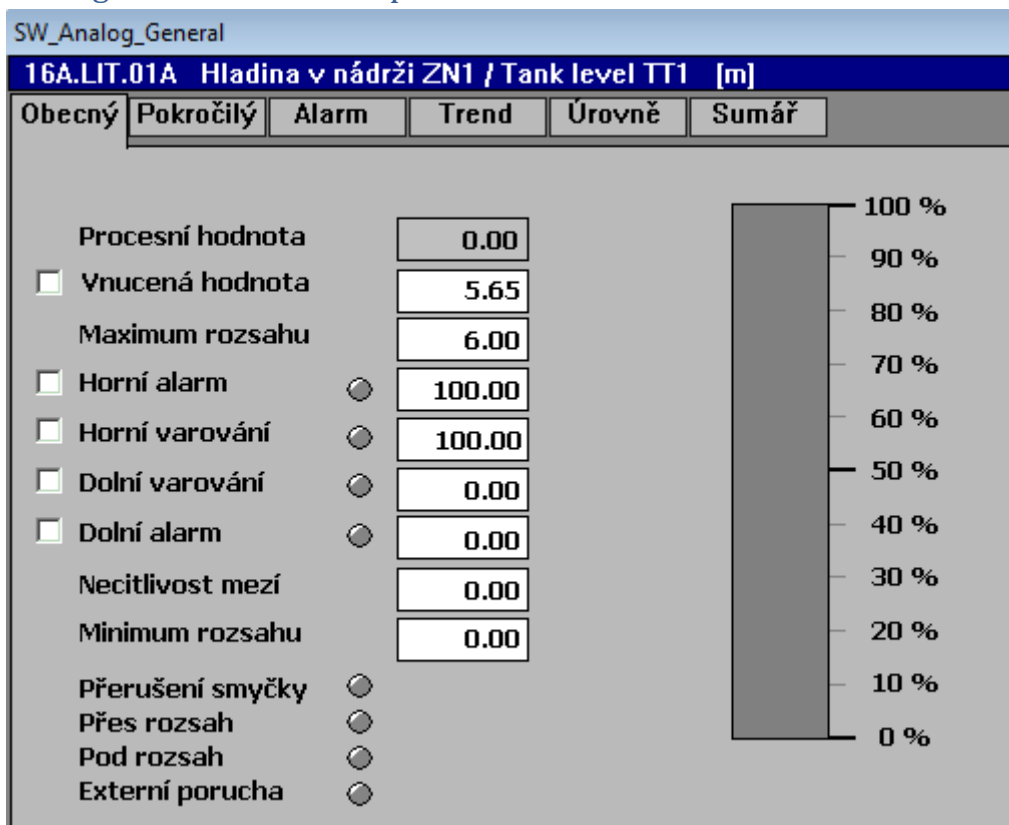 SW_Analog_General
16A.LIT.01A Hladina v nádrži ZN1 / Tank level TT1 [m]
Obecný Pokročilý Alarm Trend Úrovně Sumář
Procesní hodnota 0.00
Vnucená hodnota 5.65
Maximum rozsahu 6.00
Horní alarm 100.00
Horní varování 100.00
Dolní varování 0.00
Dolní alarm 0.00
Necitlivost mezí 0.00
Minimum rozsahu 0.00
Přerušení smyčky
Přes rozsah
Pod rozsah
Externí porucha
100 %
90 %
80 %
70 %
60 %
50 %
40 %
30 %
20 %
10 %
0 %